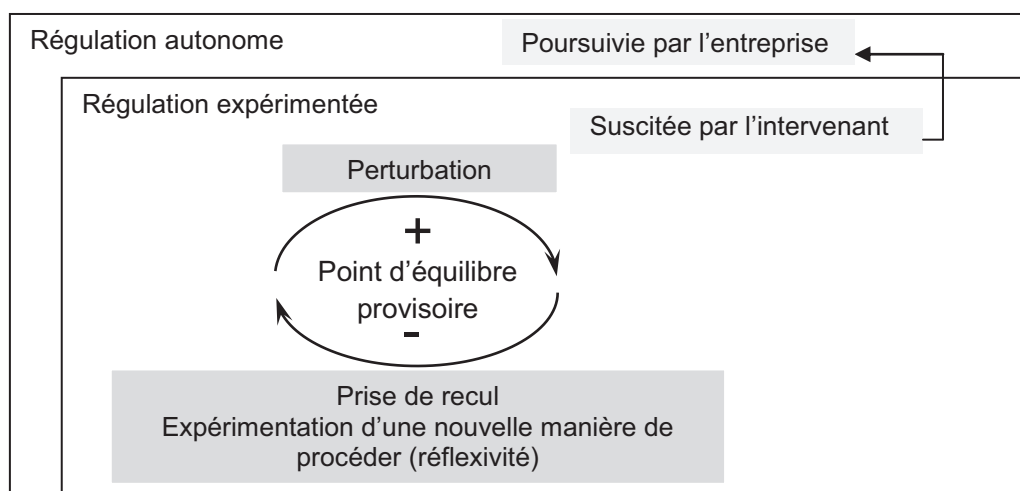 Régulation autonome
Poursuivie par l’entreprise
Régulation expérimentée
Suscitée par l’intervenant
Perturbation
+
Point d’équilibre
provisoire
-
Prise de recul
Expérimentation d’une nouvelle manière de
procéder (réflexivité)